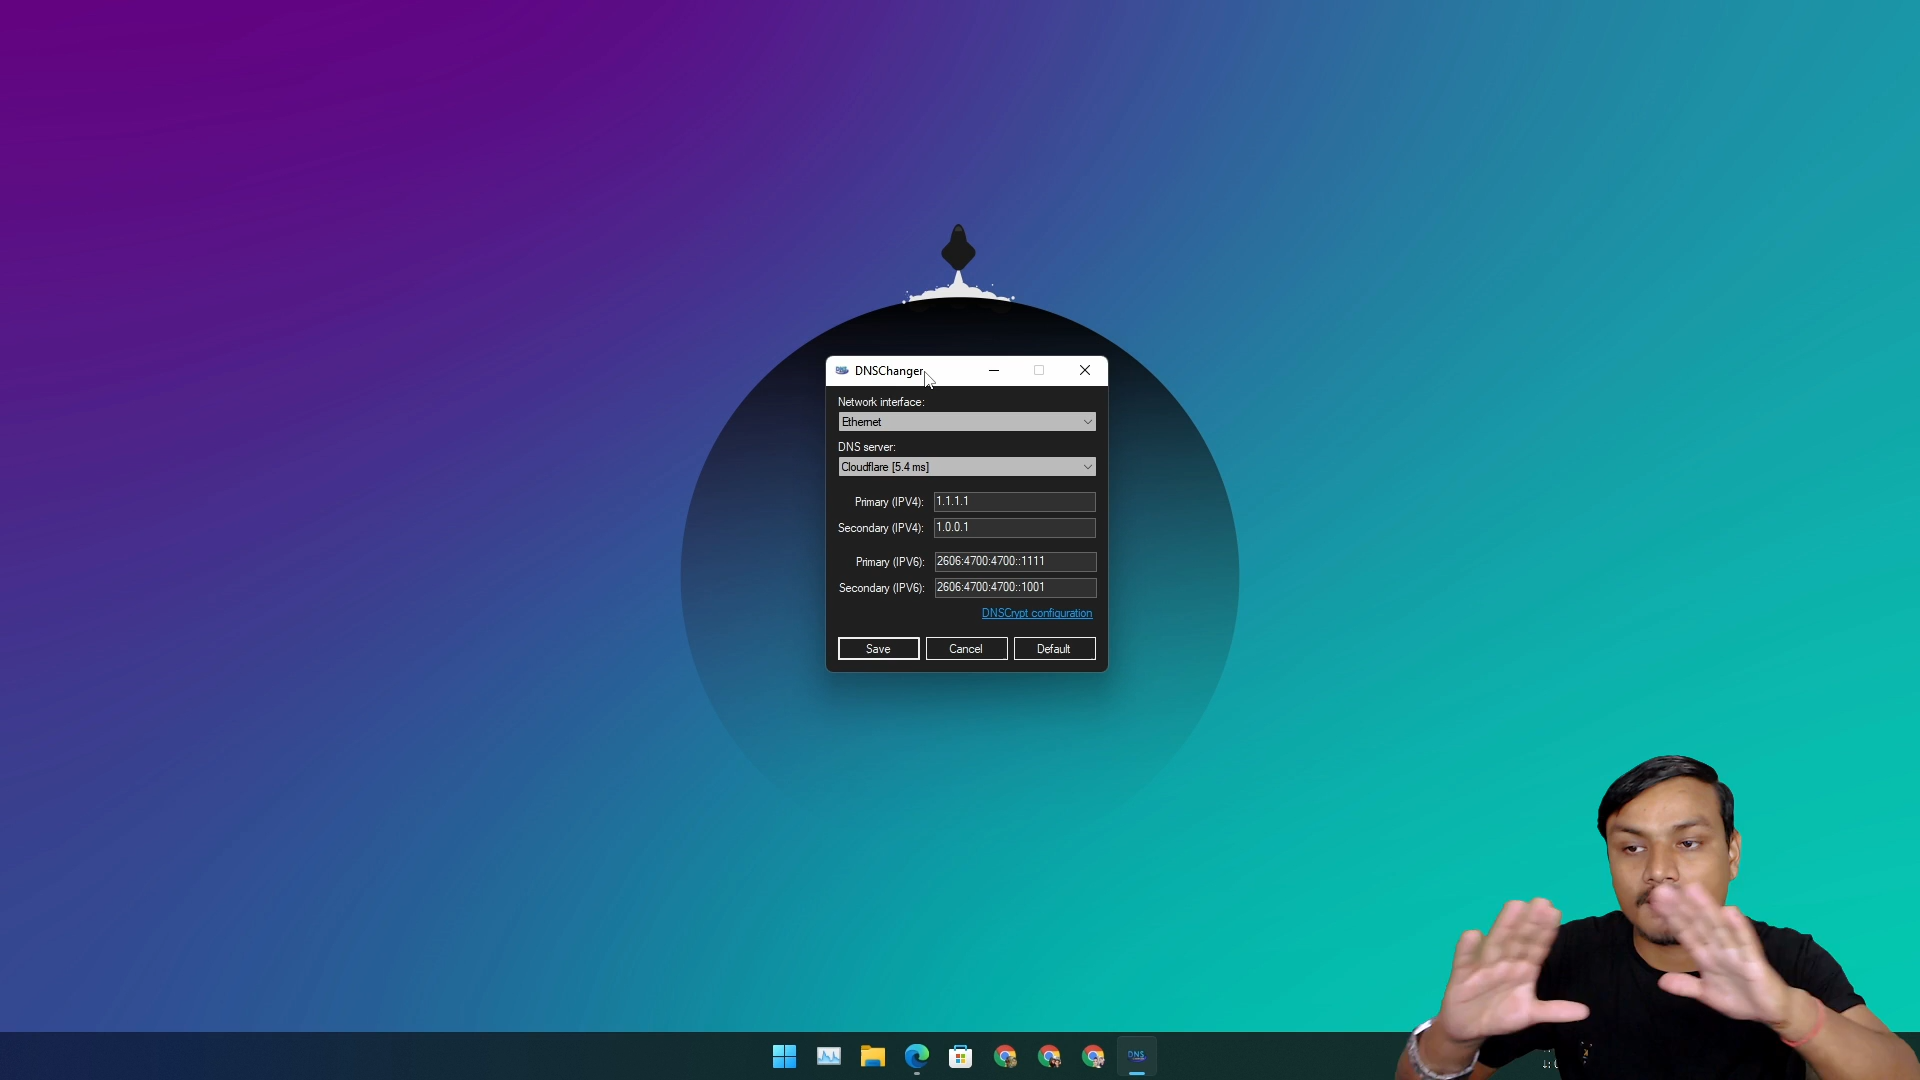 DNSChanger
Network interface:
Ethernet
DNS server:
Cloudflare [5.4 ms]
Primary (IPV4): 1.1.1.1
Secondary (IPV4): 1.0.0.1
Primary (IPV6): 2606:4700:4700::1111
Secondary (IPV6): 2606:4700:4700::1001
DNSCrypt configuration
Save Cancel Default
DNS